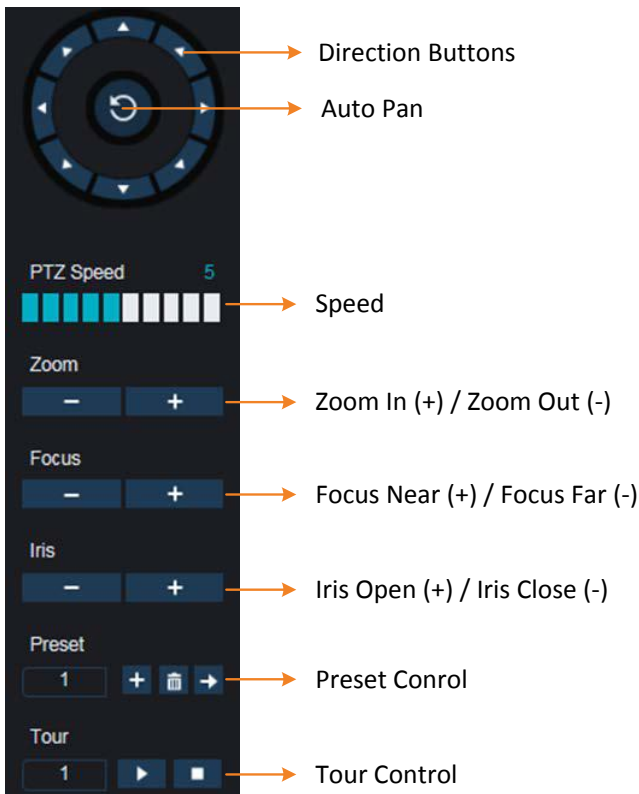 Direction Buttons
Auto Pan
PTZ Speed 5
Speed
Zoom
− +
Zoom In (+) / Zoom Out (-)
Focus
− +
Focus Near (+) / Focus Far (-)
Iris
− +
Iris Open (+) / Iris Close (-)
Preset
1 +
Preset Conrol
Tour
1
Tour Control